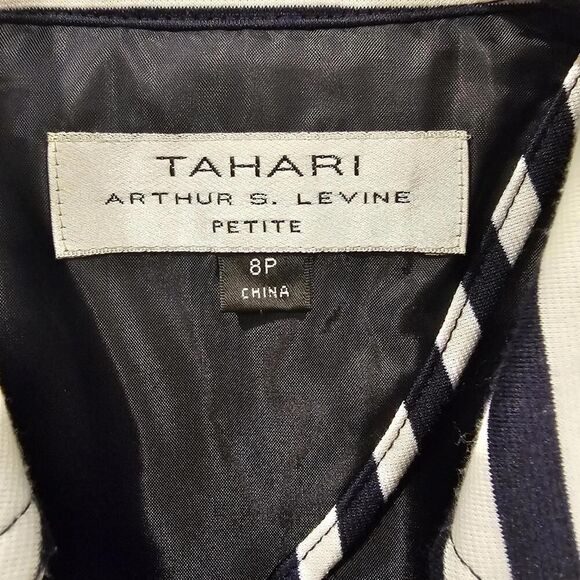 TAHARI
ARTHUR S. LEVINE
PETITE
8P
CHINA